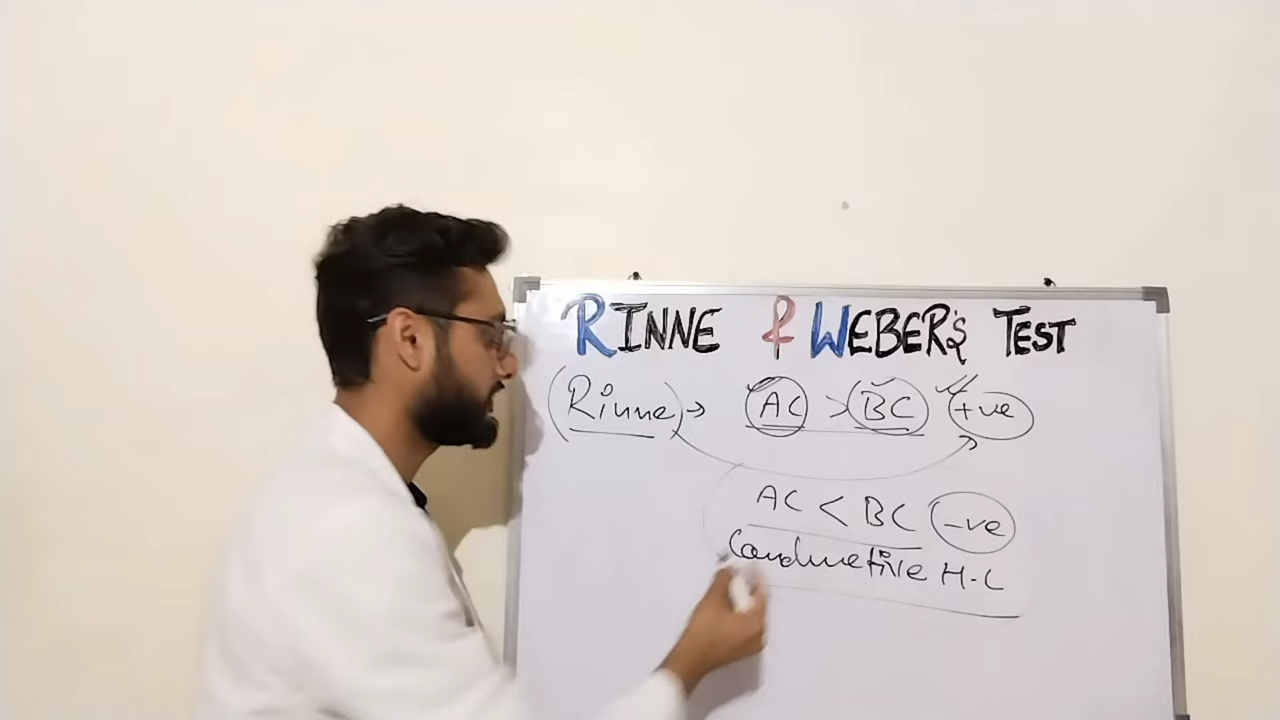 RINNE & WEBER'S TEST
(Rinne) → AC > BC +ve
AC < BC -ve
Conductive H.L